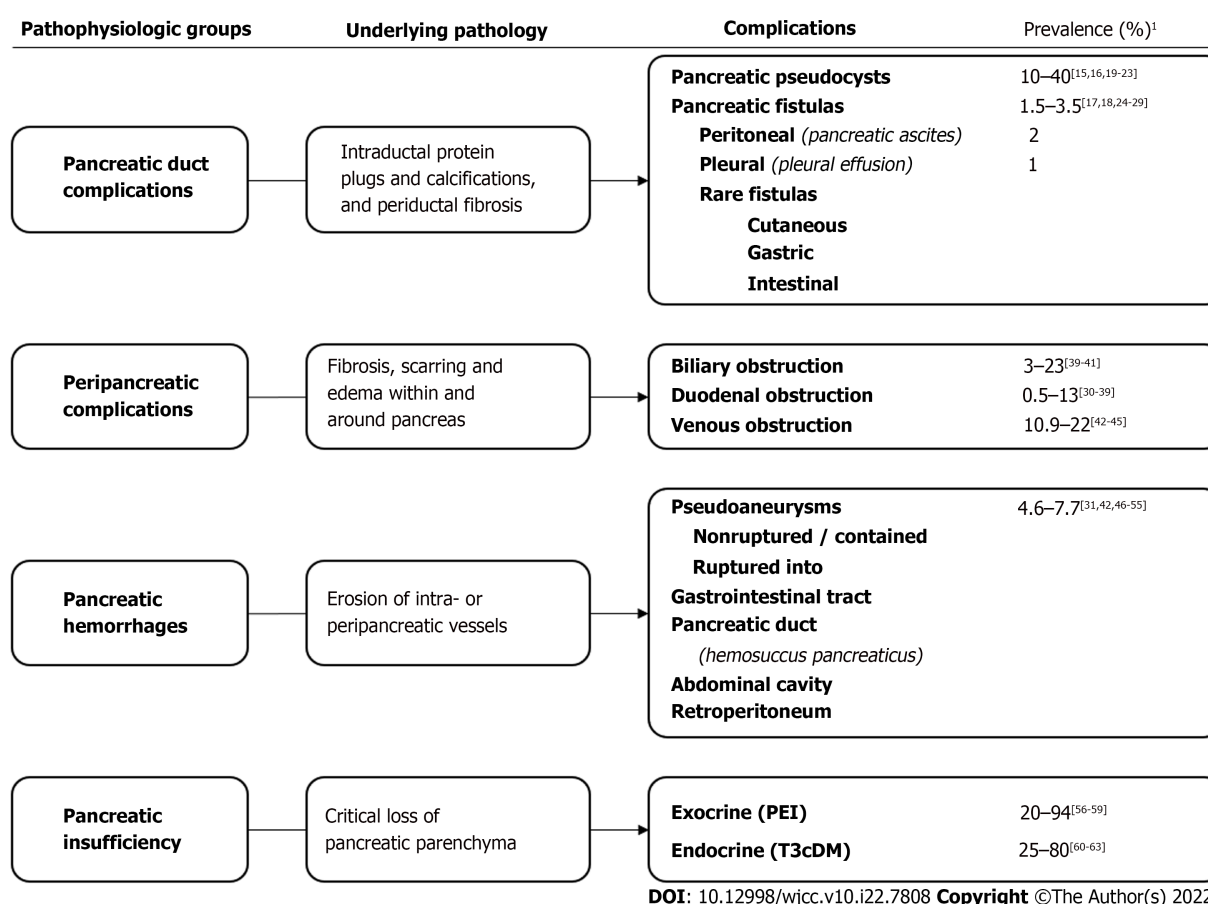 Pathophysiologic groups
Underlying pathology
Complications
Prevalence (%)1
Pancreatic duct
complications
Intraductal protein
plugs and calcifications,
and periductal fibrosis
Pancreatic pseudocysts 10–40[15,16,19-23]
Pancreatic fistulas 1.5–3.5[17,18,24-29]
Peritoneal (pancreatic ascites) 2
Pleural (pleural effusion) 1
Rare fistulas
Cutaneous
Gastric
Intestinal
Peripancreatic
complications
Fibrosis, scarring and
edema within and
around pancreas
Biliary obstruction 3–23[39-41]
Duodenal obstruction 0.5–13[30-39]
Venous obstruction 10.9–22[42-45]
Pancreatic
hemorrhages
Erosion of intra- or
peripancreatic vessels
Pseudoaneurysms 4.6–7.7[31,42,46-55]
Nonruptured / contained
Ruptured into
Gastrointestinal tract
Pancreatic duct
(hemosuccus pancreaticus)
Abdominal cavity
Retroperitoneum
Pancreatic
insufficiency
Critical loss of
pancreatic parenchyma
Exocrine (PEI) 20–94[56-59]
Endocrine (T3cDM) 25–80[60-63]
DOI: 10.12998/wjcc.v10.i22.7808 Copyright ©The Author(s) 2022